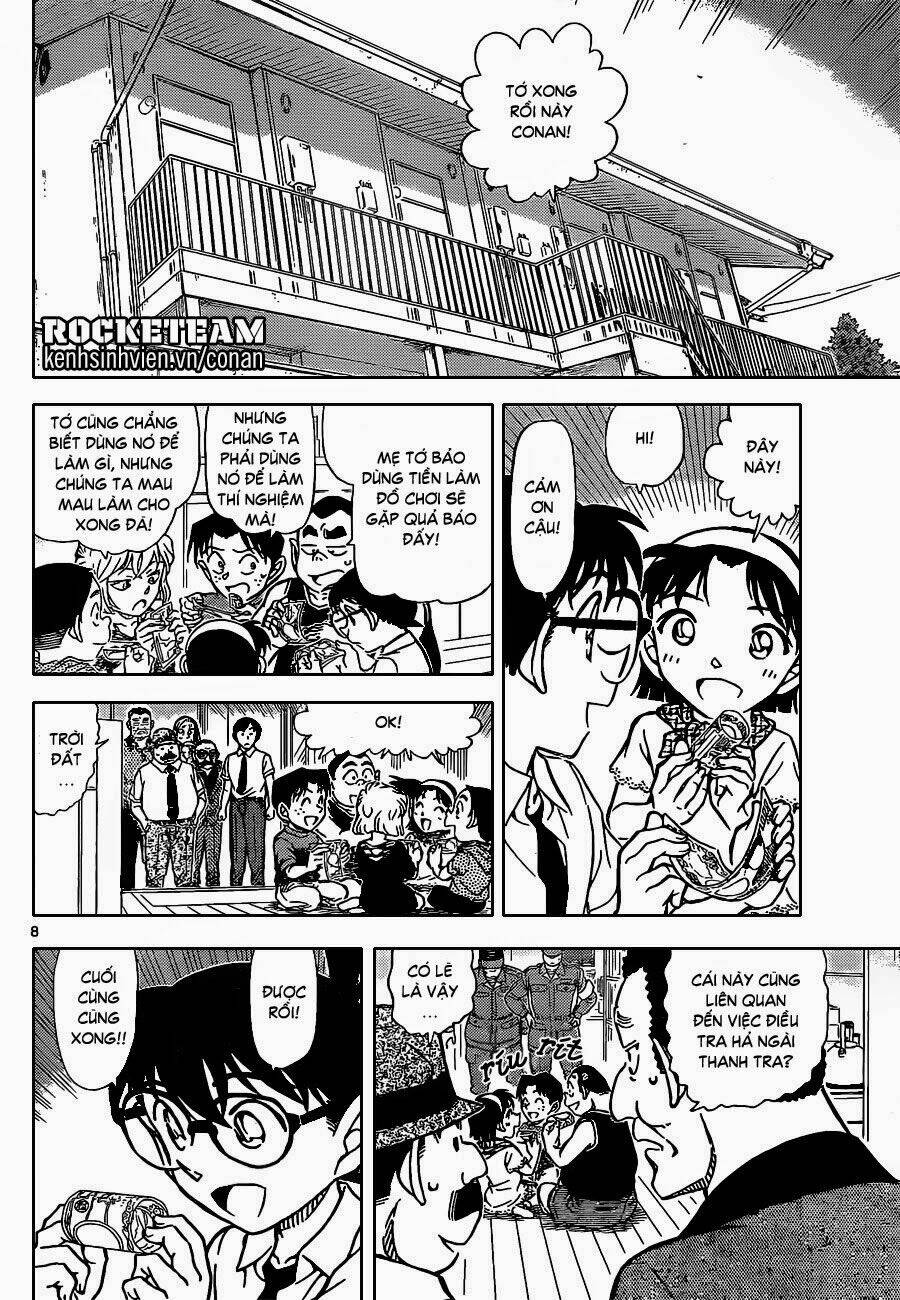 TỚ XONG
RỒI NÀY
CONAN!
ROCKETEAM
kenhsinhvien.vn/conan
TỚ CŨNG CHẲNG
BIẾT DÙNG NÓ ĐỂ
LÀM GÌ, NHƯNG
CHÚNG TA MAU
MAU LÀM CHO
XONG ĐÃ!
NHƯNG
CHÚNG TA
PHẢI DÙNG
NÓ ĐỂ LÀM
THÍ NGHIỆM
MÀ!
MẸ TỚ BẢO
DÙNG TIỀN LÀM
ĐỒ CHƠI SẼ
GẶP QUẢ BÁO
ĐẤY!
ĐÂY
NÀY!
HI!
CẢM
ƠN
CẬU!
OK!
TRỜI
ĐẤT
...
8
ĐƯỢC
RỒI!
CUỐI
CÙNG
CŨNG
XONG!!
CÁI NÀY CŨNG
LIÊN QUAN
ĐẾN VIỆC ĐIỀU
TRA HẢ NGÀI
THANH TRA?
CÓ LẼ
LÀ VẬY
...
ríu rít